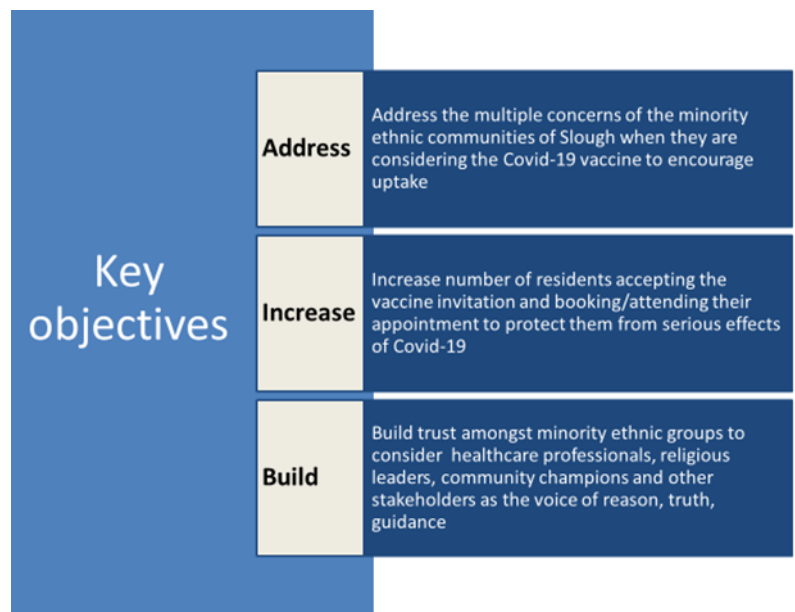 Key
objectives
Address
Address the multiple concerns of the minority
ethnic communities of Slough when they are
considering the Covid-19 vaccine to encourage
uptake
Increase
Increase number of residents accepting the
vaccine invitation and booking/attending their
appointment to protect them from serious effects
of Covid-19
Build
Build trust amongst minority ethnic groups to
consider  healthcare professionals, religious
leaders, community champions and other
stakeholders as the voice of reason, truth,
guidance